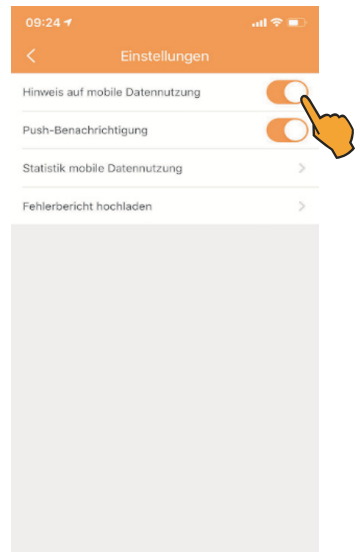 09:24
Einstellungen
Hinweis auf mobile Datennutzung
Push-Benachrichtigung
Statistik mobile Datennutzung
Fehlerbericht hochladen